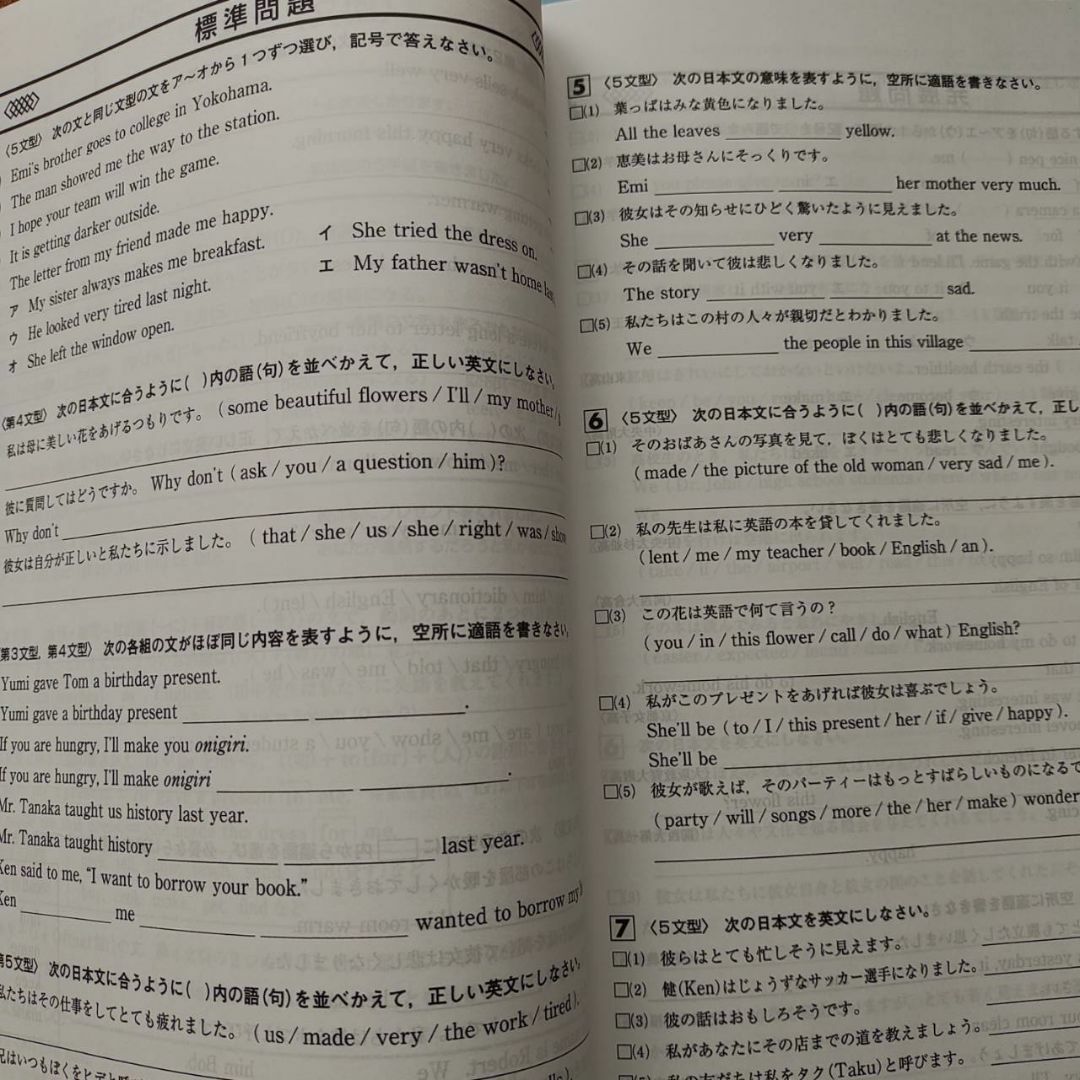 標準問題
〈5文型〉 次の文と同じ文型の文をア～オから1つずつ選び，記号で答えなさい。
Emi's brother goes to college in Yokohama.
The man showed me the way to the station.
I hope your team will win the game.
It is getting darker outside.
The letter from my friend made me happy.
ア My sister always makes me breakfast.
イ She tried the dress on.
ウ He looked very tired last night.
エ My father wasn't home
オ She left the window open.
〈第4文型〉 次の日本文に合うように( )内の語(句)を並べかえて，正しい英文にしなさい。
私は母に美しい花をあげるつもりです。 (some beautiful flowers / I'll / my mother /
彼に質問してはどうですか。 Why don't ( ask / you / a question / him )?
Why don't
彼女は自分が正しいと私たちに示しました。 ( that / she / us / she / right / was / show
第3文型，第4文型〉 次の各組の文がほぼ同じ内容を表すように，空所に適語を書きなさい。
Yumi gave Tom a birthday present.
Yumi gave a birthday present .
If you are hungry, I'll make you onigiri.
If you are hungry, I'll make onigiri .
Mr. Tanaka taught us history last year.
Mr. Tanaka taught history last year.
Ken said to me, "I want to borrow your book."
Ken me wanted to borrow my
第5文型〉 次の日本文に合うように( )内の語(句)を並べかえて，正しい英文にしなさい。
私たちはその仕事をしてとても疲れました。 ( us / made / very / the work / tired ).
兄はいつもぼくをヒデと
5 〈5文型〉 次の日本文の意味を表すように，空所に適語を書きなさい。
□(1) 葉っぱはみな黄色になりました。
All the leaves yellow.
□(2) 恵美はお母さんにそっくりです。
Emi her mother very much.
□(3) 彼女はその知らせにひどく驚いたように見えました。
She very at the news.
□(4) その話を聞いて彼は悲しくなりました。
The story sad.
□(5) 私たちはこの村の人々が親切だとわかりました。
We the people in this village
6 〈5文型〉 次の日本文に合うように( )内の語(句)を並べかえて，正し
□(1) そのおばあさんの写真を見て，ぼくはとても悲しくなりました。
( made / the picture of the old woman / very sad / me ).
□(2) 私の先生は私に英語の本を貸してくれました。
( lent / me / my teacher / book / English / an ).
□(3) この花は英語で何て言うの？
( you / in / this flower / call / do / what ) English?
□(4) 私がこのプレゼントをあげれば彼女は喜ぶでしょう。
She'll be ( to / I / this present / her / if / give / happy ).
She'll be
□(5) 彼女が歌えば，そのパーティーはもっとすばらしいものになるで
( party / will / songs / more / the / her / make ) wonder
7 〈5文型〉 次の日本文を英文にしなさい。
□(1) 彼らはとても忙しそうに見えます。
□(2) 健(Ken)はじょうずなサッカー選手になりました。
□(3) 彼の話はおもしろそうです。
□(4) 私があなたにその店までの道を教えましょう。
□(5) 私の友だちは私をタク(Taku)と呼びます。